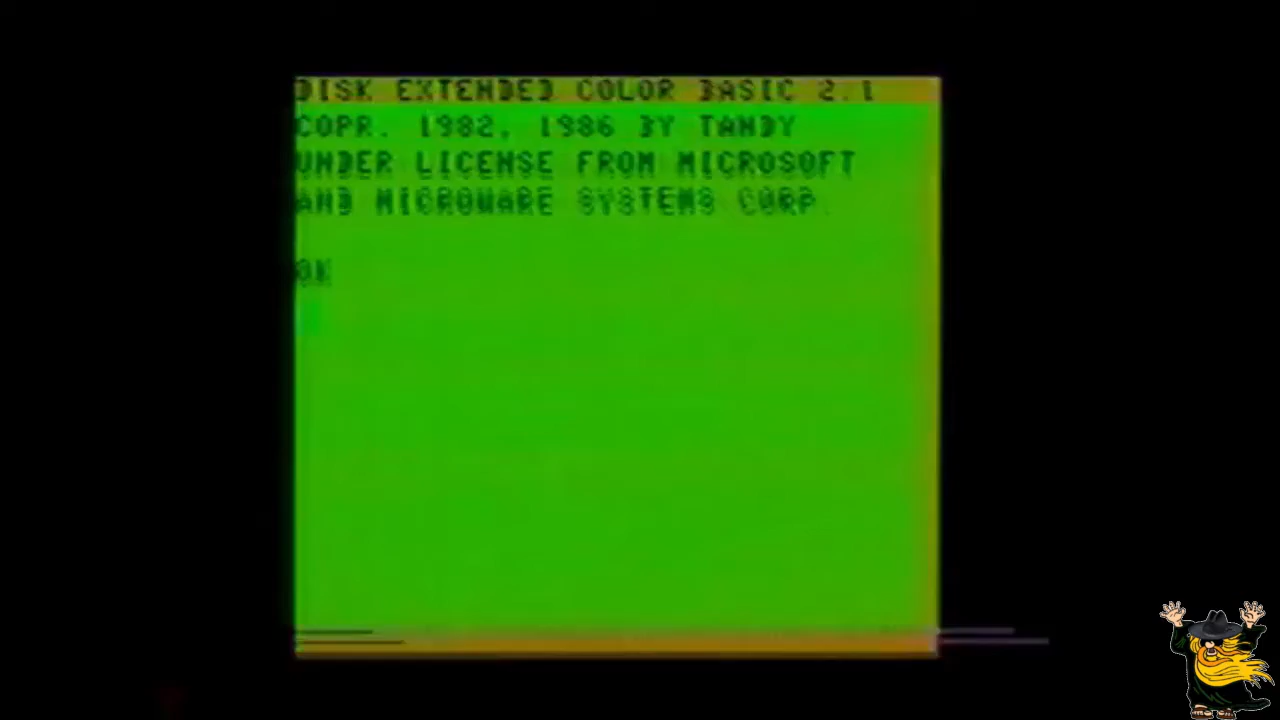 DISK EXTENDED COLOR BASIC 2.1
COPR. 1982, 1986 BY TANDY
UNDER LICENSE FROM MICROSOFT
AND MICROWARE SYSTEMS CORP.
OK